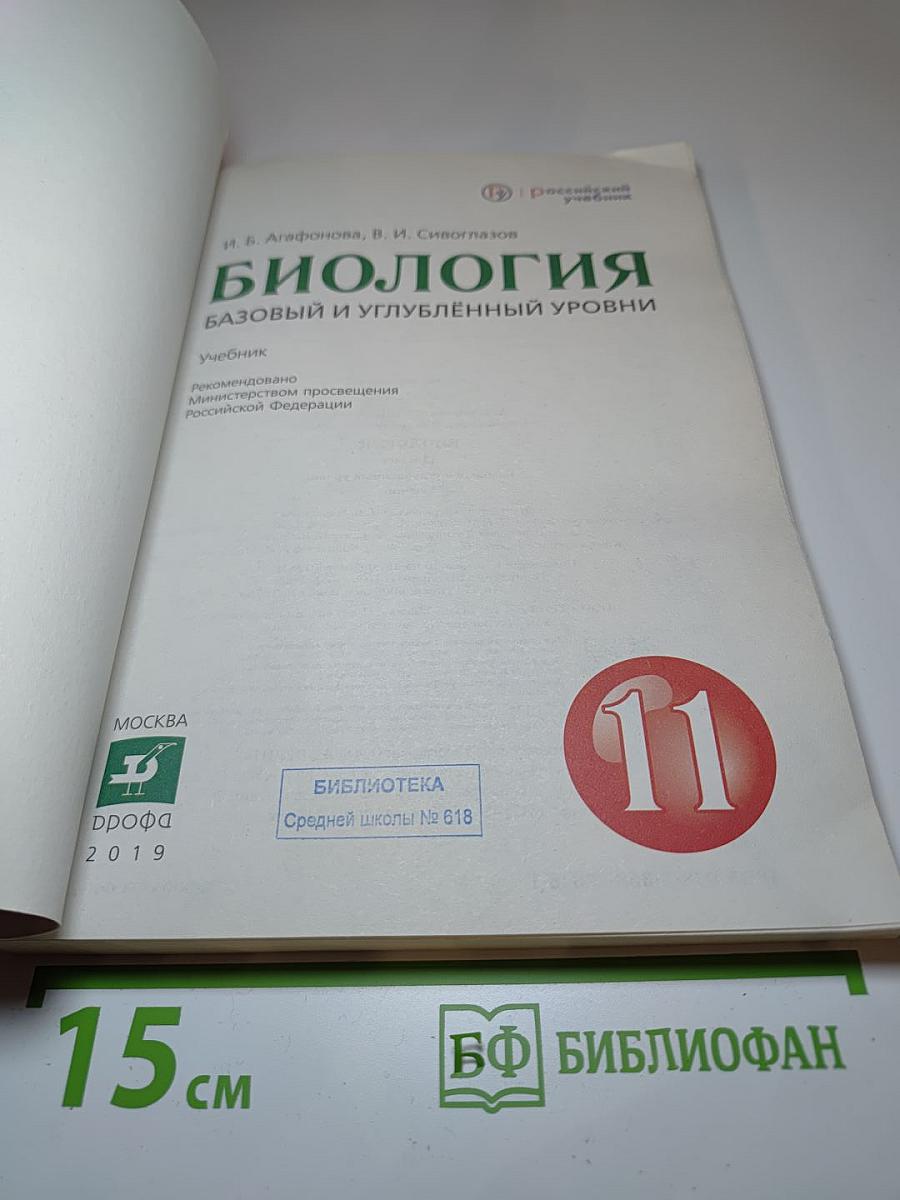 российский
учебник
И. Б. Агафонова, В. И. Сивоглазов
БИОЛОГИЯ
БАЗОВЫЙ И УГЛУБЛЁННЫЙ УРОВНИ
Учебник
Рекомендовано
Министерством просвещения
Российской Федерации
11
МОСКВА
дрофа
2019
БИБЛИОТЕКА
Средней школы № 618
15 см
БФ БИБЛИОФАН